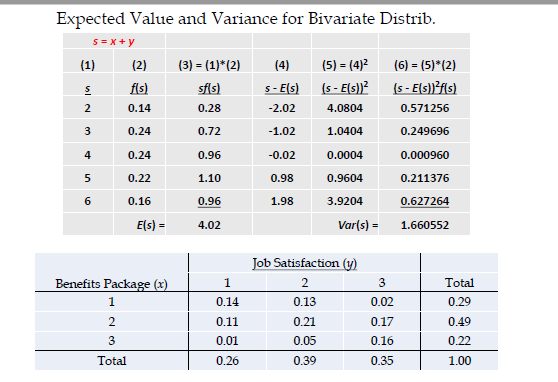 Expected Value and Variance for Bivariate Distrib.
s = x + y
(1) (2) (3) = (1)*(2) (4) (5) = (4)² (6) = (5)*(2)
s f(s) sf(s) s - E(s) (s - E(s))² (s - E(s))²f(s)
2 0.14 0.28 -2.02 4.0804 0.571256
3 0.24 0.72 -1.02 1.0404 0.249696
4 0.24 0.96 -0.02 0.0004 0.000960
5 0.22 1.10 0.98 0.9604 0.211376
6 0.16 0.96 1.98 3.9204 0.627264
E(s) = 4.02 Var(s) = 1.660552
Job Satisfaction (y)
Benefits Package (x) 1 2 3 Total
1 0.14 0.13 0.02 0.29
2 0.11 0.21 0.17 0.49
3 0.01 0.05 0.16 0.22
Total 0.26 0.39 0.35 1.00